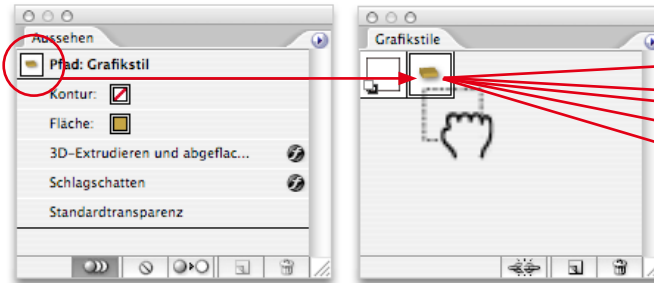 Aussehen
Pfad: Grafikstil
Kontur:
Fläche:
3D-Extrudieren und abgeflac...
Schlagschatten
Standardtransparenz
Grafikstile